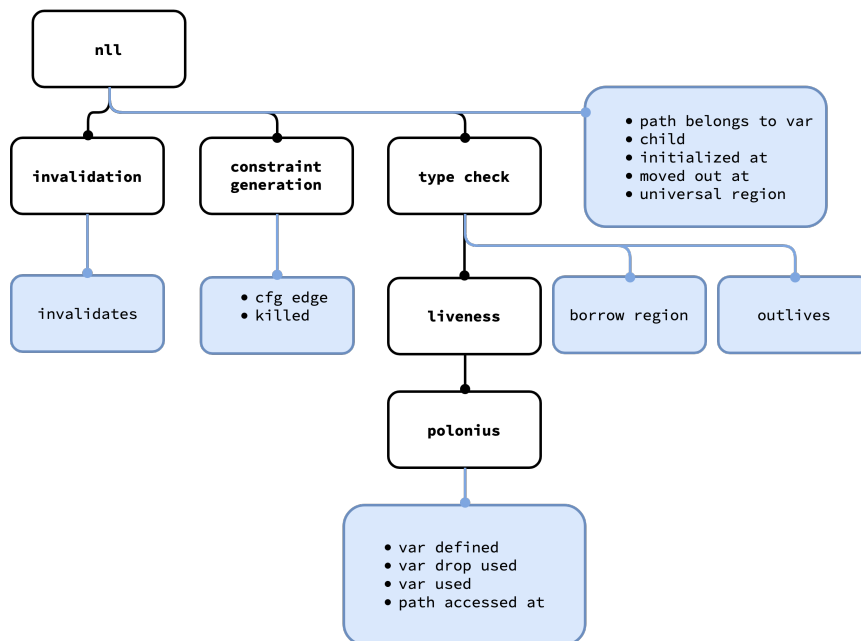 nll
• path belongs to var
• child
• initialized at
• moved out at
• universal region
invalidation
constraint
generation
type check
invalidates
• cfg edge
• killed
liveness
borrow region
outlives
polonius
• var defined
• var drop used
• var used
• path accessed at